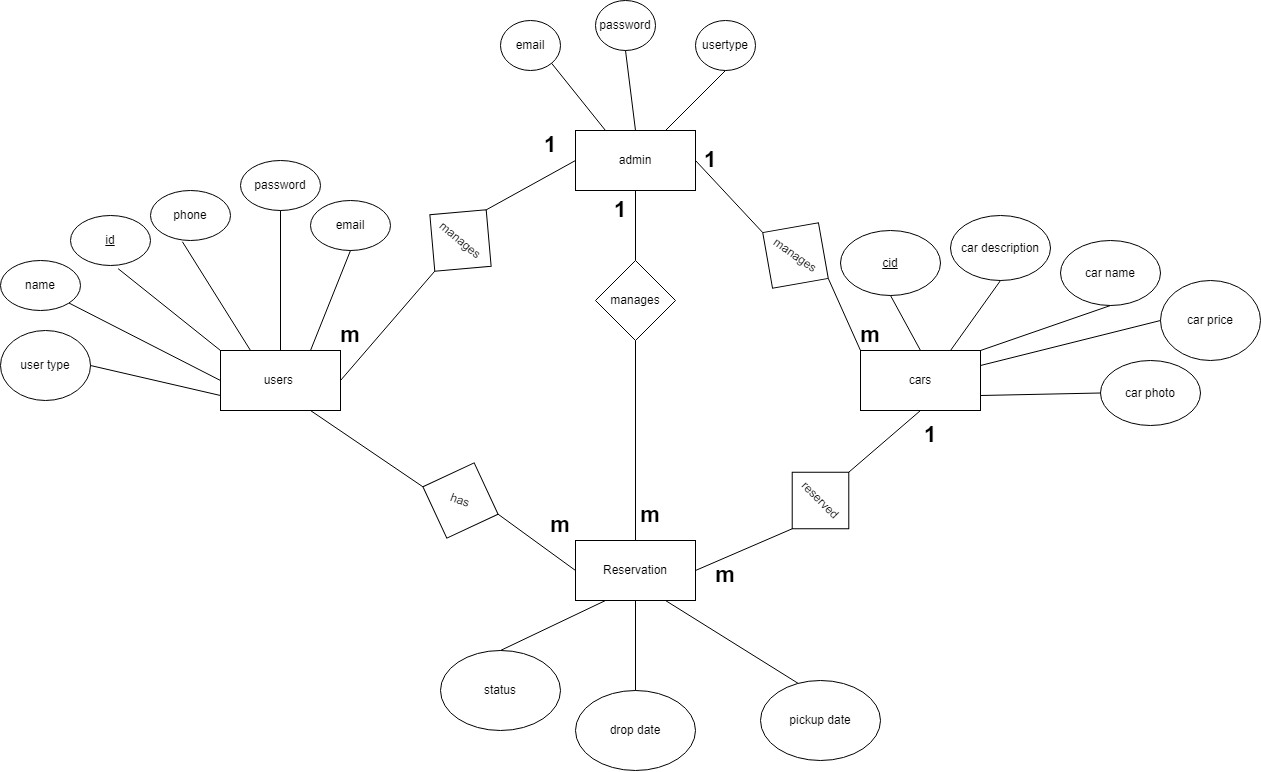 password
email
usertype
1
admin
1
password
1
phone
email
manages
manages
car description
id
cid
car name
name
manages
car price
m
m
user type
users
cars
car photo
1
has
reserved
m
m
Reservation
m
status
drop date
pickup date